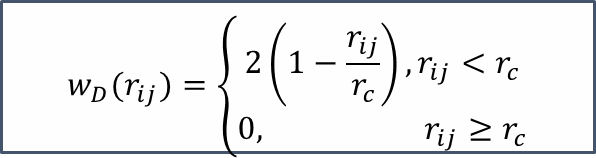 w_D(r_ij) = { 2 (1 − r_ij / r_c), r_ij < r_c
0, r_ij ≥ r_c